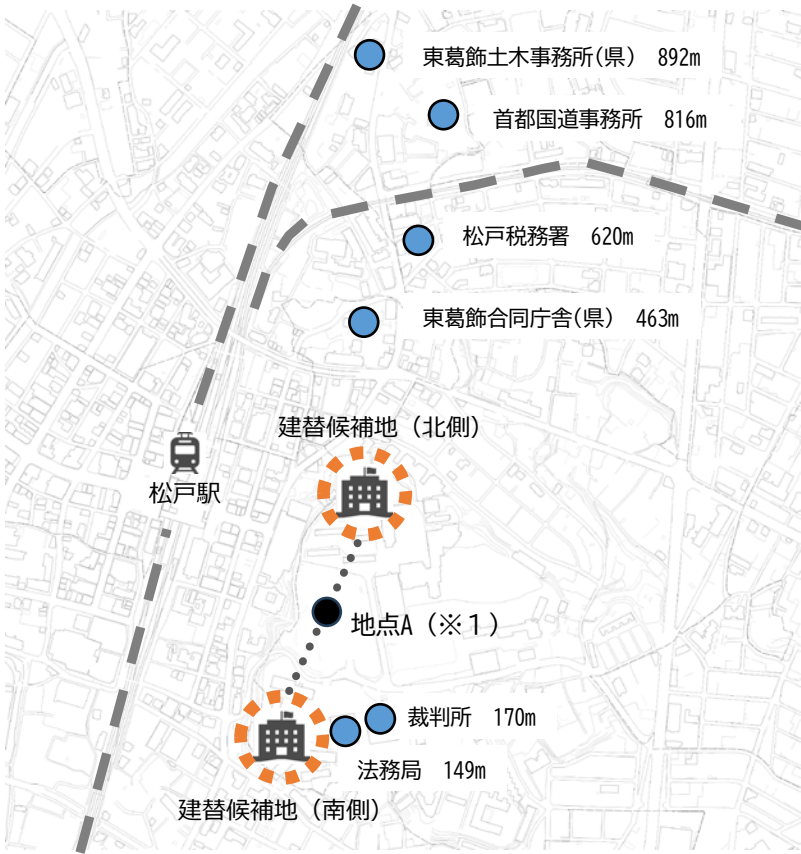 東葛飾土木事務所(県) 892m
首都国道事務所 816m
松戸税務署 620m
東葛飾合同庁舎(県) 463m
建替候補地（北側）
松戸駅
地点A（※１）
裁判所 170m
法務局 149m
建替候補地（南側）